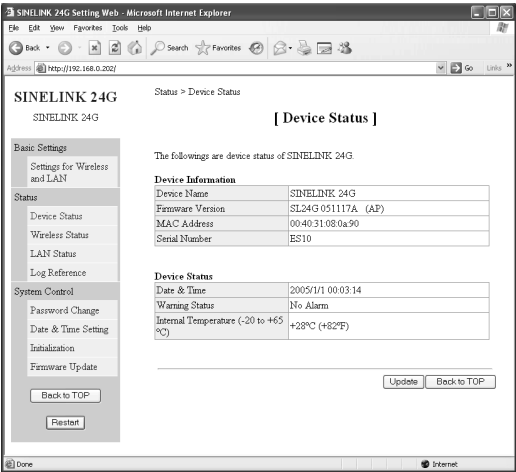 SINELINK 24G Setting Web - Microsoft Internet Explorer
File Edit View Favorites Tools Help
Back Search Favorites
Address http://192.168.0.202/ Go Links »
SINELINK 24G
SINELINK 24G
Basic Settings
Settings for Wireless
and LAN
Status
Device Status
Wireless Status
LAN Status
Log Reference
System Control
Password Change
Date & Time Setting
Initialization
Firmware Update
Back to TOP
Restart
Status > Device Status
[ Device Status ]
The followings are device status of SINELINK 24G.
Device Information
Device Name SINELINK 24G
Firmware Version SL24G 051117A (AP)
MAC Address 00:40:31:08:0a:90
Serial Number ES10
Device Status
Date & Time 2005/1/1 00:03:14
Warning Status No Alarm
Internal Temperature (-20 to +65
ºC) +28ºC (+82ºF)
Update Back to TOP
Done Internet